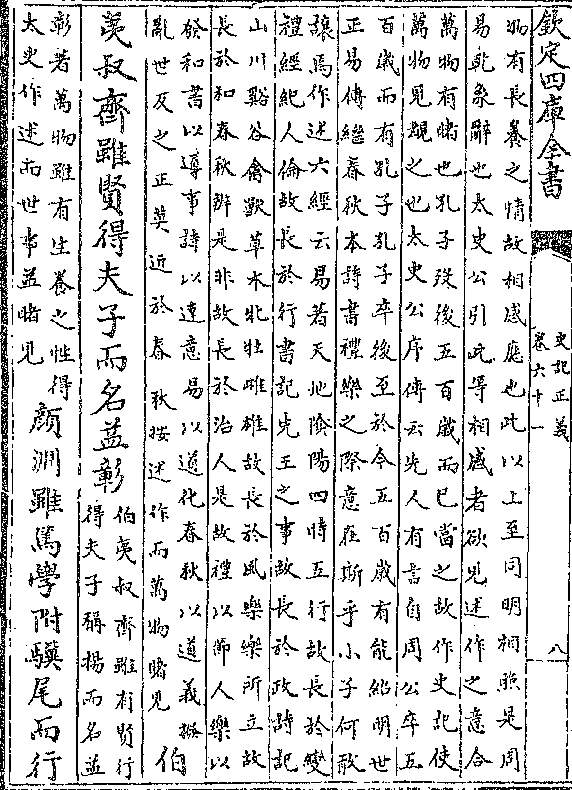 欽定四庫全書
史記正義
卷六十一
八
物有長養之情故相感應也此以上至同明相照是周
易乾象辭也太史公引此等相感者欲見述作之意合
萬物有睹也孔子殁後五百歲而已當之故作史記使
萬物見覩之也太史公序傳云先人有言自周公卒五
百歲而有孔子孔子卒後至於今五百歲有能紹明世
正易傳繼春秋本詩書禮樂之際意在斯乎小子何敢
讓焉作述六經云易著天地陰陽四時五行故長於變
禮經紀人倫故長於行書記先王之事故長於政詩記
山川谿谷禽獸草木牝牡雌雄故長於風樂樂所立故
長於和春秋辨是非故長於治人是故禮以節人樂以
發和書以導事詩以達意易以道化春秋以道義撥
亂世反之正莫近於春秋按述作而萬物睹見
伯
夷叔齊雖賢得夫子而名益彰
伯夷叔齊雖有賢行
得夫子稱揚而名益
彰著萬物雖有生養之性得
太史作述而世事益睹見
顏淵雖篤學附驥尾而行